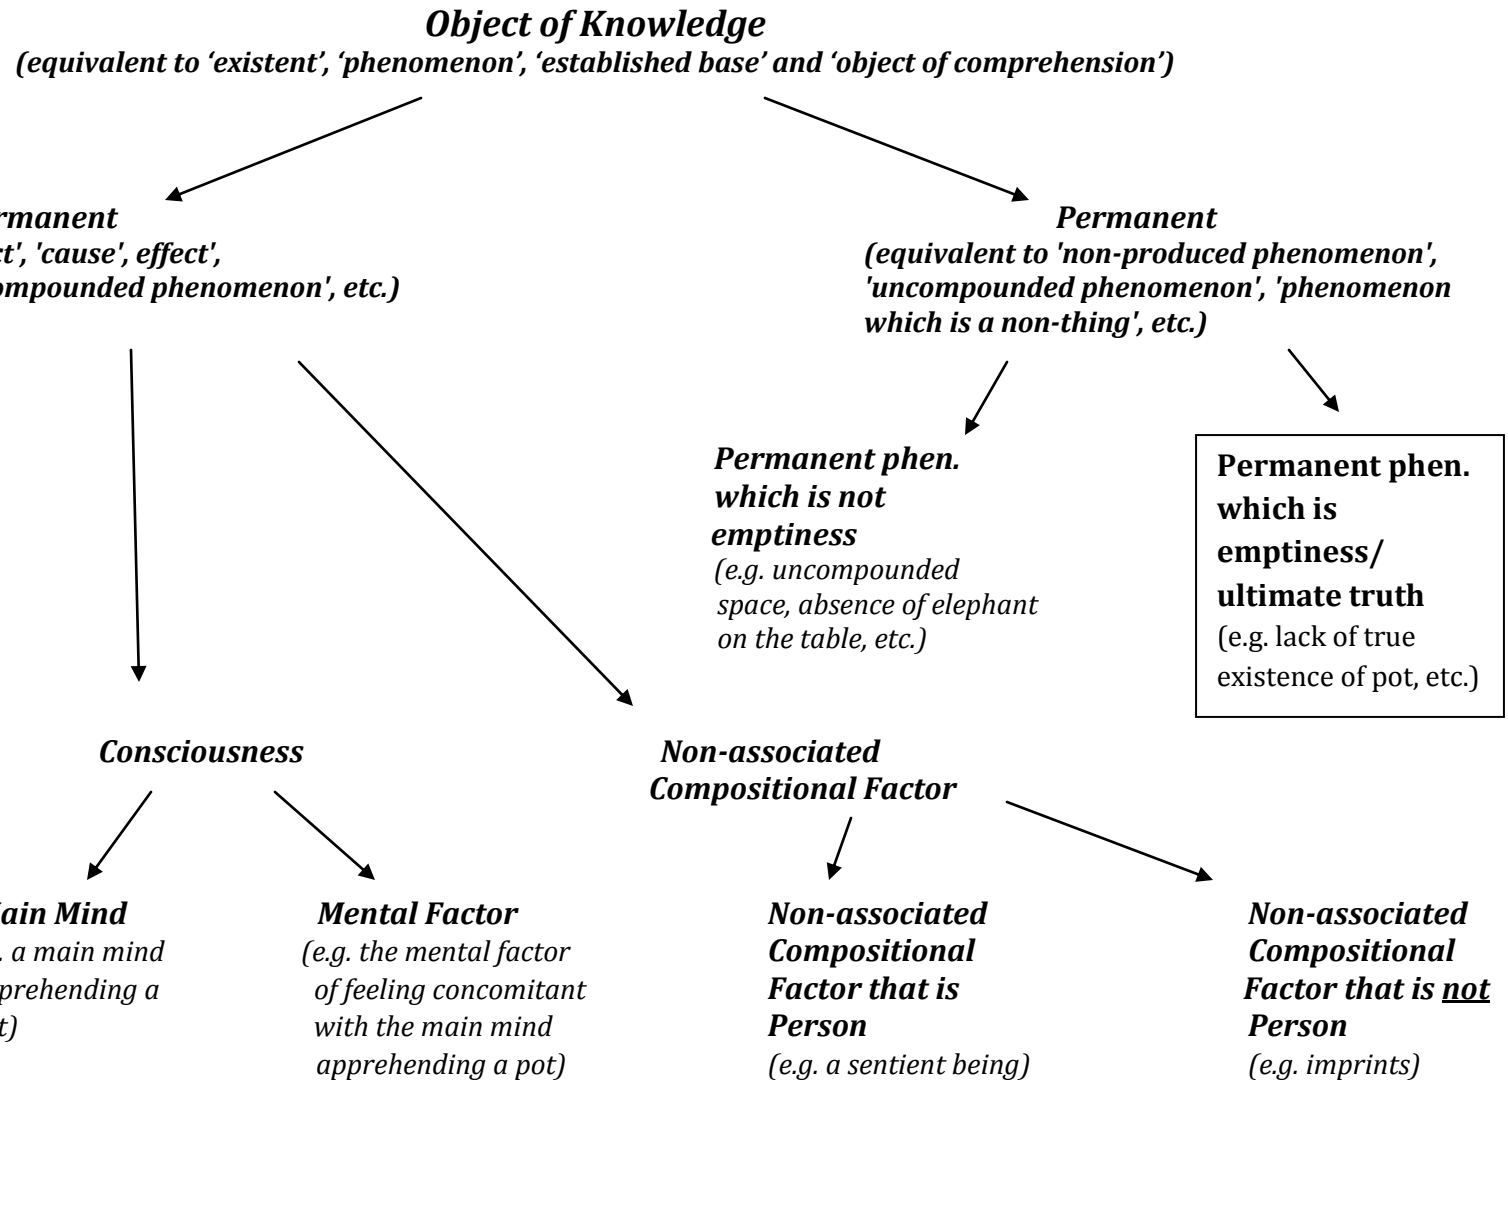 Object of Knowledge
(equivalent to ‘existent’, ‘phenomenon’, ‘established base’ and ‘object of comprehension’)
rmanent
ct', 'cause', effect',
ompounded phenomenon', etc.)
Permanent
(equivalent to 'non-produced phenomenon',
'uncompounded phenomenon', 'phenomenon
which is a non-thing', etc.)
Permanent phen.
which is not
emptiness
(e.g. uncompounded
space, absence of elephant
on the table, etc.)
Permanent phen.
which is
emptiness/
ultimate truth
(e.g. lack of true
existence of pot, etc.)
Consciousness
Non-associated
Compositional Factor
ain Mind
. a main mind
prehending a
t)
Mental Factor
(e.g. the mental factor
of feeling concomitant
with the main mind
apprehending a pot)
Non-associated
Compositional
Factor that is
Person
(e.g. a sentient being)
Non-associated
Compositional
Factor that is not
Person
(e.g. imprints)